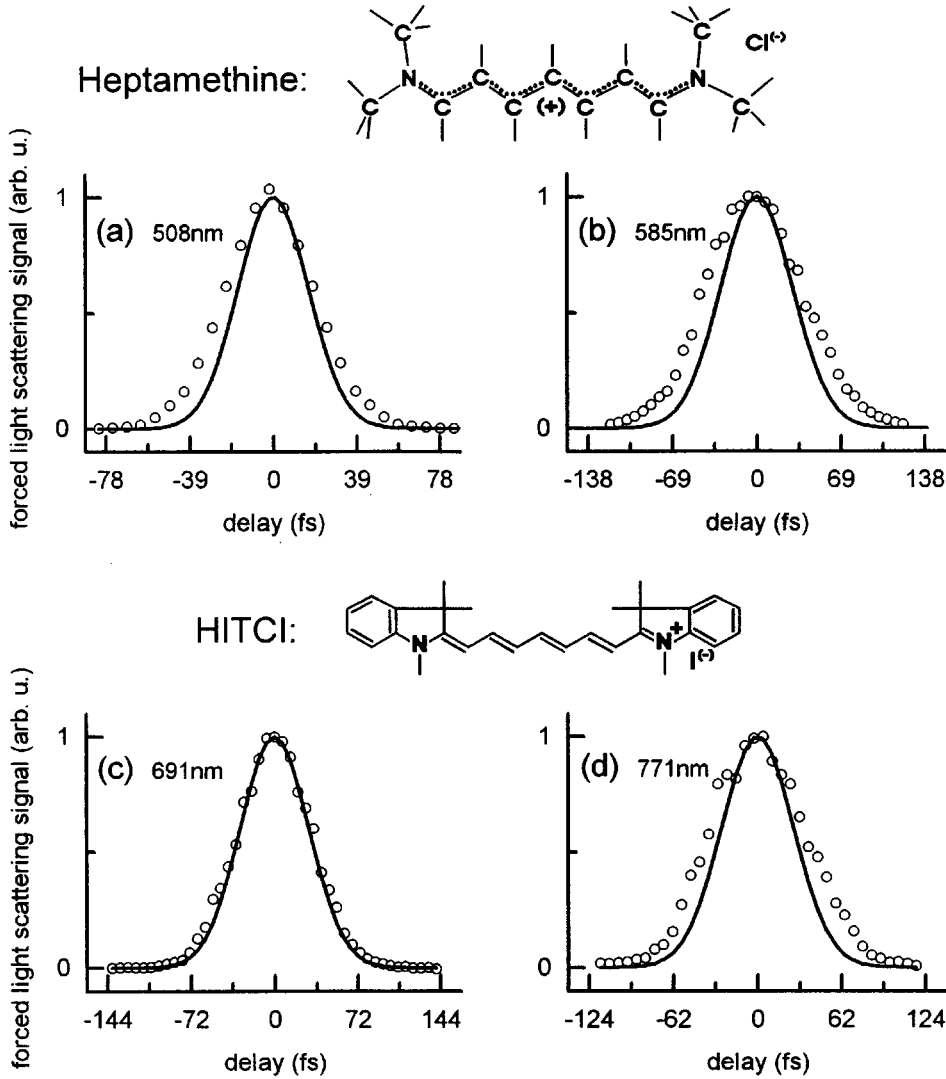 Heptamethine:
C C Cl(-)
N C C C N
C C C (+) C C C
forced light scattering signal (arb. u.)
1
(a) 508nm
0
-78 -39 0 39 78
delay (fs)
1
(b) 585nm
0
-138 -69 0 69 138
delay (fs)
HITCI:
N N+
I(-)
forced light scattering signal (arb. u.)
1
(c) 691nm
0
-144 -72 0 72 144
delay (fs)
1
(d) 771nm
0
-124 -62 0 62 124
delay (fs)